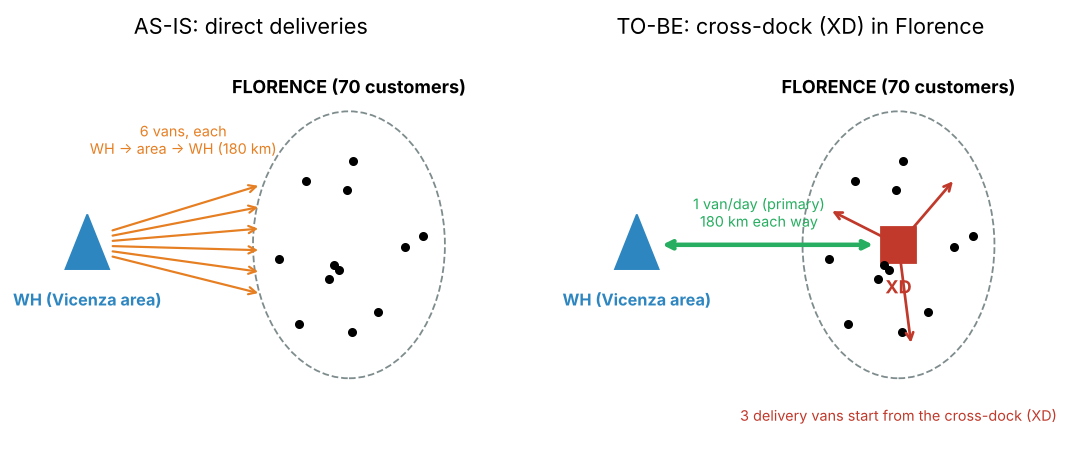 AS-IS: direct deliveries
FLORENCE (70 customers)
6 vans, each
WH → area → WH (180 km)
WH (Vicenza area)
TO-BE: cross-dock (XD) in Florence
FLORENCE (70 customers)
1 van/day (primary)
180 km each way
XD
WH (Vicenza area)
3 delivery vans start from the cross-dock (XD)